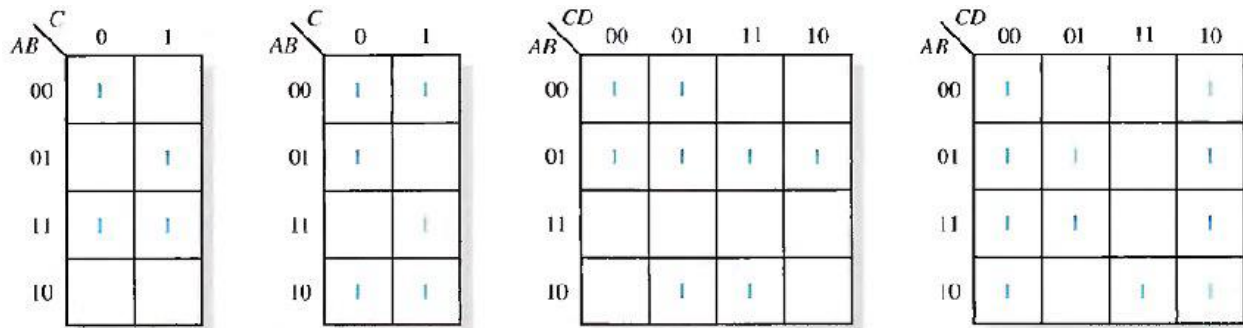 C C CD CD
AB 0 1 AB 0 1 AB 00 01 11 10 AB 00 01 11 10
00 1 00 1 1 00 1 1 00 1 1
01 1 01 1 01 1 1 1 1 01 1 1 1
11 1 1 11 1 11 11 1 1 1
10 10 1 1 10 1 1 10 1 1 1